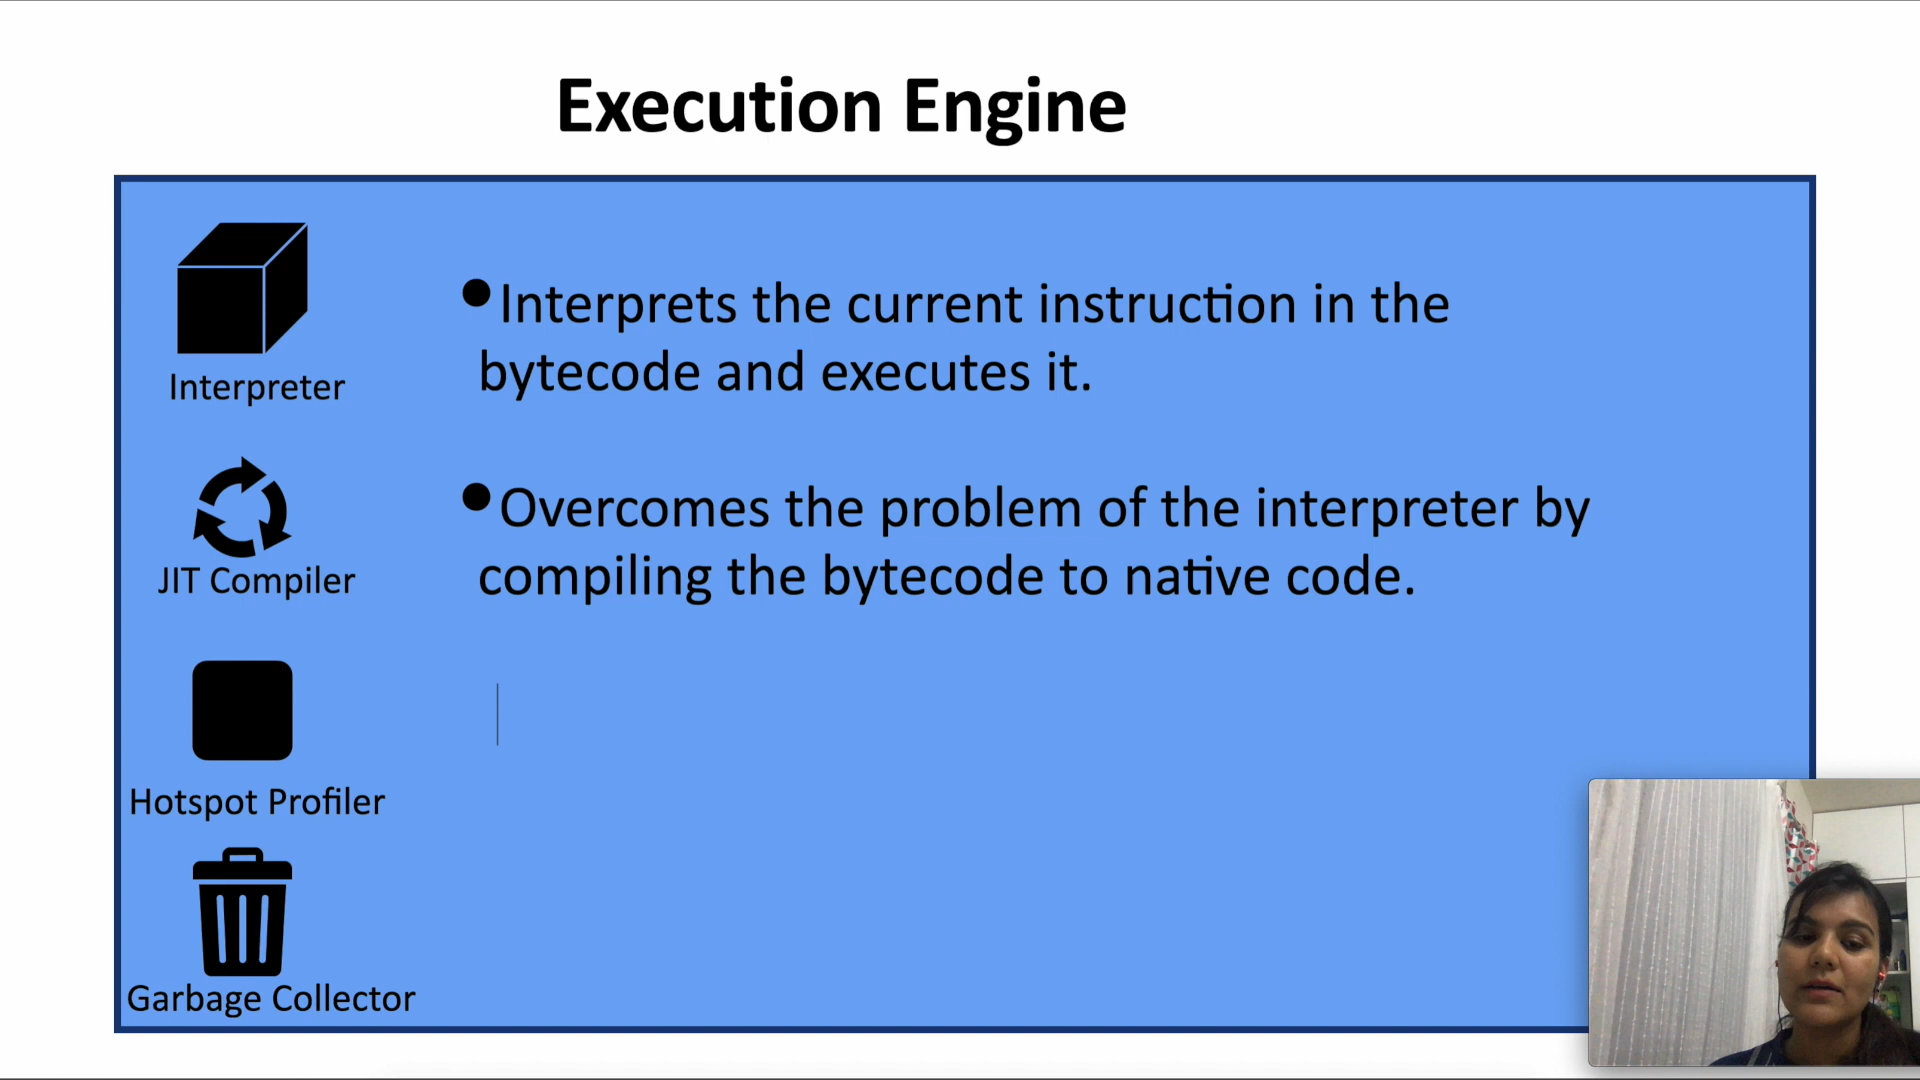 Execution Engine
Interpreter
•Interprets the current instruction in the
bytecode and executes it.
JIT Compiler
•Overcomes the problem of the interpreter by
compiling the bytecode to native code.
Hotspot Profiler
Garbage Collector